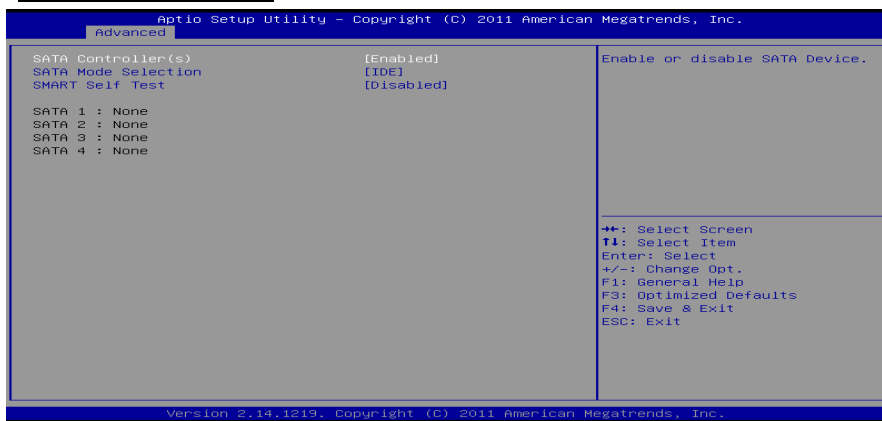 Aptio Setup Utility – Copyright (C) 2011 American Megatrends, Inc.
Advanced
SATA Controller(s) [Enabled]
SATA Mode Selection [IDE]
SMART Self Test [Disabled]
SATA 1 : None
SATA 2 : None
SATA 3 : None
SATA 4 : None
Enable or disable SATA Device.
→←: Select Screen
↑↓: Select Item
Enter: Select
+/-: Change Opt.
F1: General Help
F3: Optimized Defaults
F4: Save & Exit
ESC: Exit
Version 2.14.1219. Copyright (C) 2011 American Megatrends, Inc.